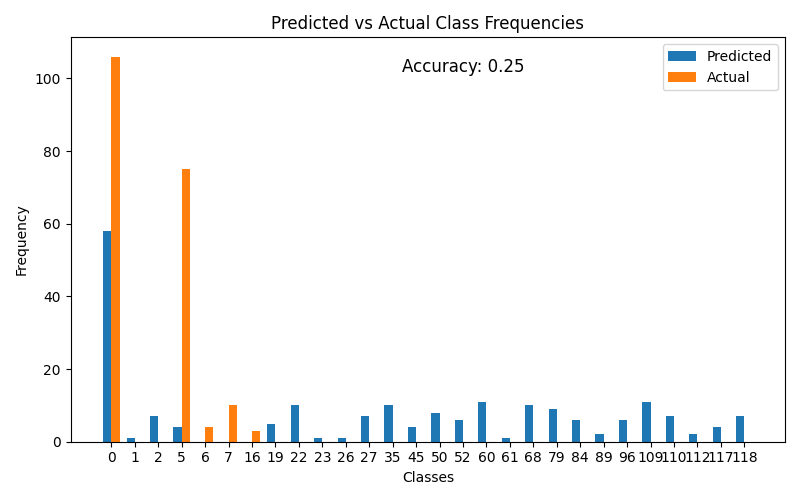 Predicted vs Actual Class Frequencies
Accuracy: 0.25
Predicted
Actual
Frequency
100
80
60
40
20
0
0 1 2 5 6 7 16 19 22 23 26 27 35 45 50 52 60 61 68 79 84 89 96 109 110 112 117 118
Classes